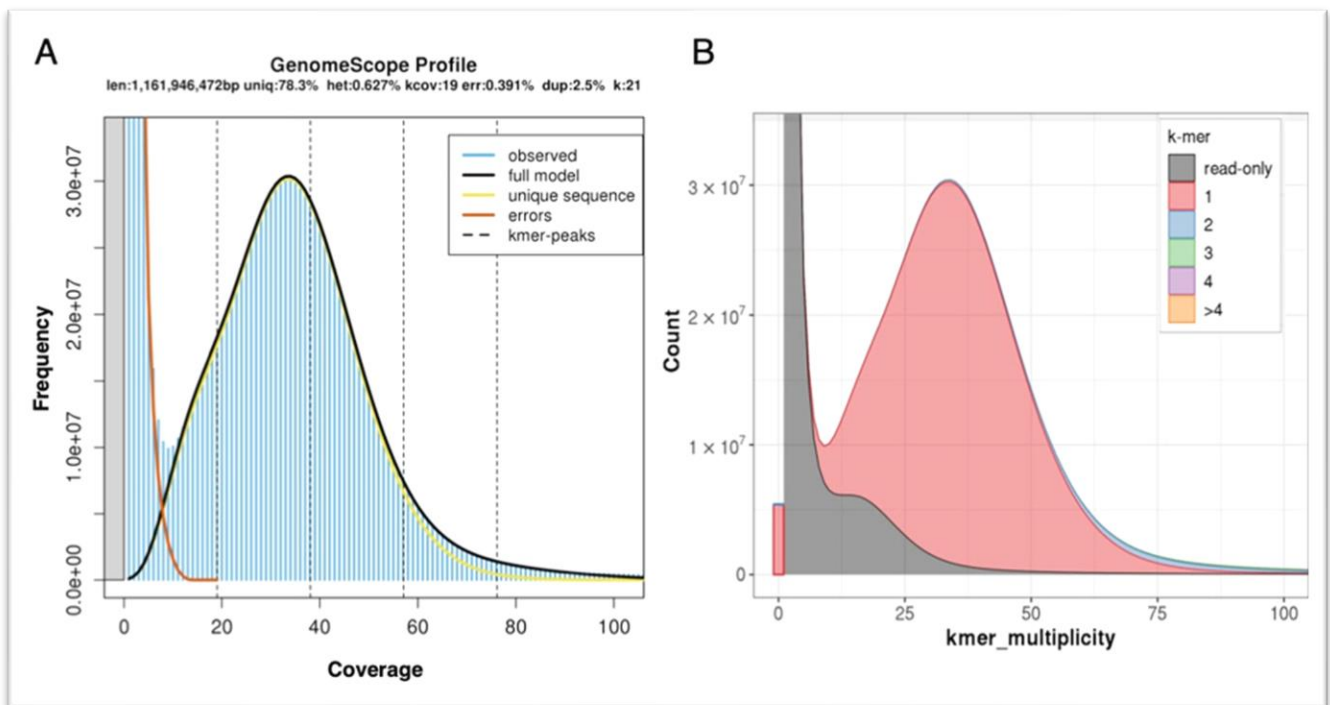 A
GenomeScope Profile
len:1,161,946,472bp uniq:78.3% het:0.627% kcov:19 err:0.391% dup:2.5% k:21
observed
full model
unique sequence
errors
kmer-peaks
Frequency
0.0e+00
1.0e+07
2.0e+07
3.0e+07
0
20
40
60
80
100
Coverage
B
k-mer
read-only
1
2
3
4
>4
Count
3 × 10⁷
2 × 10⁷
1 × 10⁷
0
0
25
50
75
100
kmer_multiplicity